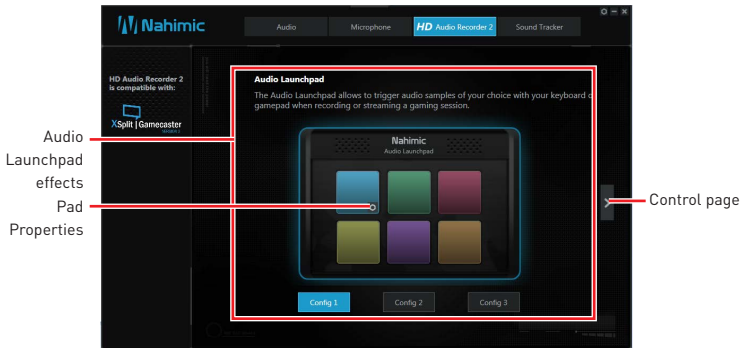 Nahimic
Audio
Microphone
HD Audio Recorder 2
Sound Tracker
HD Audio Recorder 2
is compatible with:
XSplit | Gamecaster
Audio Launchpad
The Audio Launchpad allows to trigger audio samples of your choice with your keyboard o
gamepad when recording or streaming a gaming session.
Nahimic
Audio Launchpad
Config 1
Config 2
Config 3
Audio
Launchpad
effects
Pad
Properties
Control page